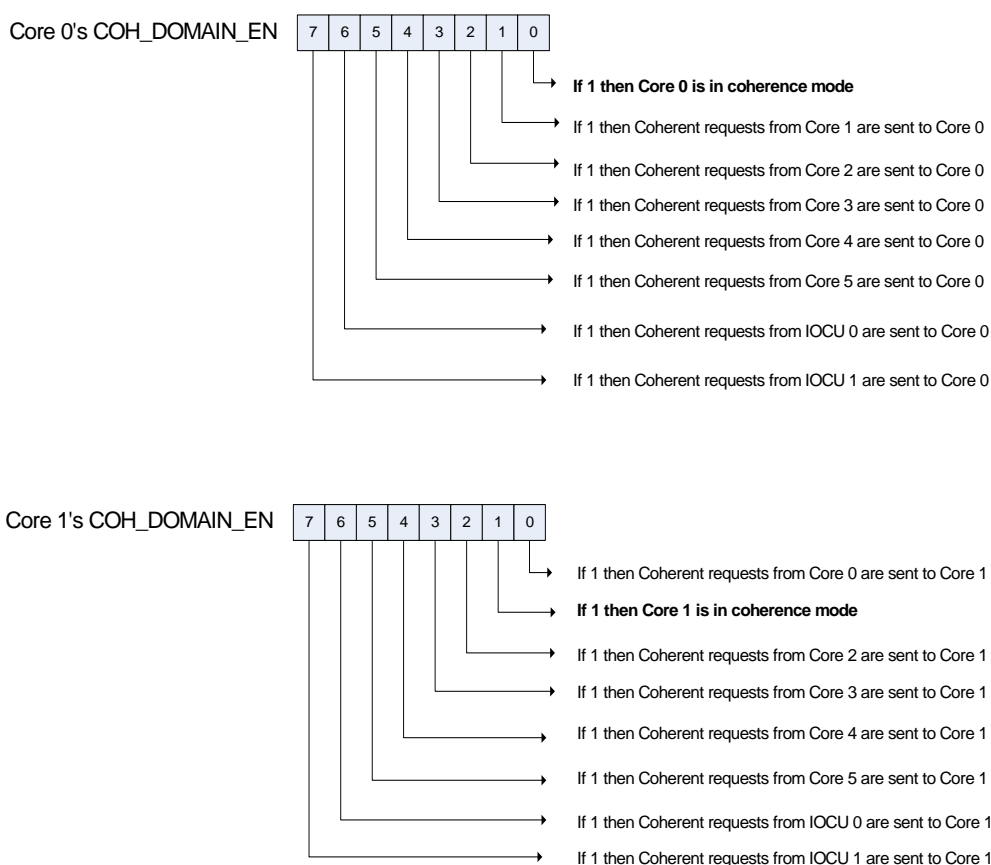 Core 0's COH_DOMAIN_EN 7 6 5 4 3 2 1 0
If 1 then Core 0 is in coherence mode
If 1 then Coherent requests from Core 1 are sent to Core 0
If 1 then Coherent requests from Core 2 are sent to Core 0
If 1 then Coherent requests from Core 3 are sent to Core 0
If 1 then Coherent requests from Core 4 are sent to Core 0
If 1 then Coherent requests from Core 5 are sent to Core 0
If 1 then Coherent requests from IOCU 0 are sent to Core 0
If 1 then Coherent requests from IOCU 1 are sent to Core 0
Core 1's COH_DOMAIN_EN 7 6 5 4 3 2 1 0
If 1 then Coherent requests from Core 0 are sent to Core 1
If 1 then Core 1 is in coherence mode
If 1 then Coherent requests from Core 2 are sent to Core 1
If 1 then Coherent requests from Core 3 are sent to Core 1
If 1 then Coherent requests from Core 4 are sent to Core 1
If 1 then Coherent requests from Core 5 are sent to Core 1
If 1 then Coherent requests from IOCU 0 are sent to Core 1
If 1 then Coherent requests from IOCU 1 are sent to Core 1